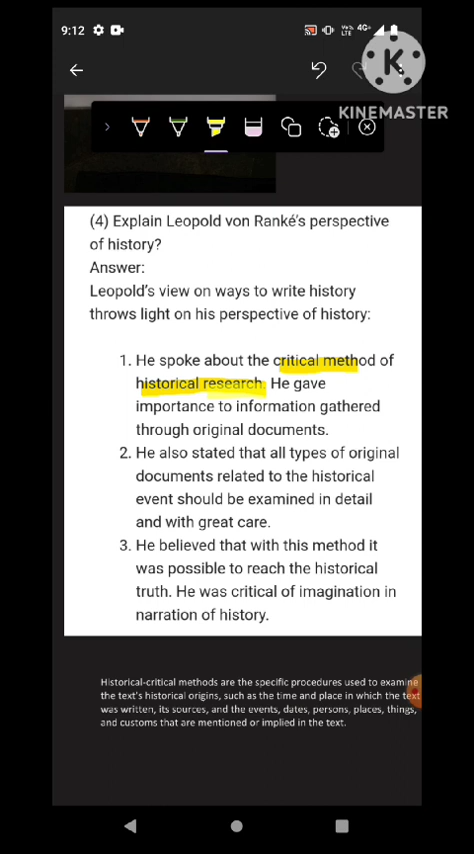 9:12
Vo)) LTE 4G+
K
KINEMASTER
(4) Explain Leopold von Ranké's perspective
of history?
Answer:
Leopold's view on ways to write history
throws light on his perspective of history:
1. He spoke about the critical method of
historical research. He gave
importance to information gathered
through original documents.
2. He also stated that all types of original
documents related to the historical
event should be examined in detail
and with great care.
3. He believed that with this method it
was possible to reach the historical
truth. He was critical of imagination in
narration of history.
Historical-critical methods are the specific procedures used to examine
the text's historical origins, such as the time and place in which the text
was written, its sources, and the events, dates, persons, places, things,
and customs that are mentioned or implied in the text.